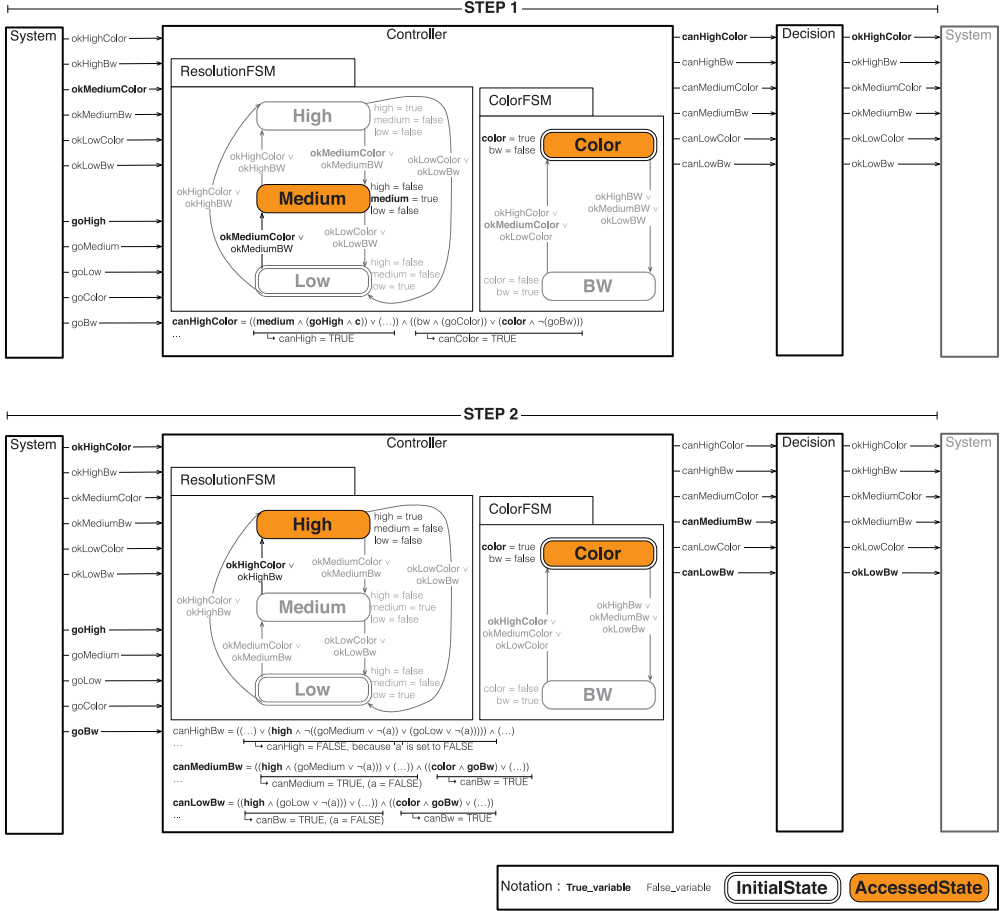 STEP 1
System
okHighColor
okHighBw
okMediumColor
okMediumBw
okLowColor
okLowBw
goHigh
goMedium
goLow
goColor
goBw
Controller
ResolutionFSM
High
high = true
medium = false
low = false
okHighColor ∨
okHighBW
okMediumColor ∨
okMediumBW
okLowColor ∨
okLowBw
okHighColor ∨
okHighBW
Medium
high = false
medium = true
low = false
okMediumColor ∨
okMediumBW
okLowColor ∨
okLowBW
Low
high = false
medium = false
low = true
ColorFSM
color = true
bw = false
Color
okHighColor ∨
okMediumColor ∨
okLowColor
okHighBW ∨
okMediumBW ∨
okLowBW
color = false
bw = true
BW
canHighColor = ((medium ∧ (goHigh ∧ c)) ∨ (...)) ∧ ((bw ∧ (goColor)) ∨ (color ∧ ¬(goBw)))
...
↳ canHigh = TRUE
↳ canColor = TRUE
canHighColor
canHighBw
canMediumColor
canMediumBw
canLowColor
canLowBw
Decision
okHighColor
okHighBw
okMediumColor
okMediumBw
okLowColor
okLowBw
System
STEP 2
System
okHighColor
okHighBw
okMediumColor
okMediumBw
okLowColor
okLowBw
goHigh
goMedium
goLow
goColor
goBw
Controller
ResolutionFSM
High
high = true
medium = false
low = false
okHighColor ∨
okHighBw
okMediumColor ∨
okMediumBw
okLowColor ∨
okLowBw
okHighColor ∨
okHighBw
Medium
high = false
medium = true
low = false
okMediumColor ∨
okMediumBw
okLowColor ∨
okLowBw
Low
high = false
medium = false
low = true
ColorFSM
color = true
bw = false
Color
okHighColor ∨
okMediumColor ∨
okLowColor
okHighBw ∨
okMediumBw ∨
okLowBw
color = false
bw = true
BW
canHighBw = ((...) ∨ (high ∧ ¬((goMedium ∨ ¬(a)) ∨ (goLow ∨ ¬(a))))) ∧ (...)
...
↳ canHigh = FALSE, because 'a' is set to FALSE
canMediumBw = ((high ∧ (goMedium ∨ ¬(a))) ∨ (...)) ∧ ((color ∧ goBw) ∨ (...))
...
↳ canMedium = TRUE, (a = FALSE)
↳ canBw = TRUE
canLowBw = ((high ∧ (goLow ∨ ¬(a))) ∨ (...)) ∧ ((color ∧ goBw) ∨ (...))
...
↳ canBw = TRUE, (a = FALSE)
↳ canBw = TRUE
canHighColor
canHighBw
canMediumColor
canMediumBw
canLowColor
canLowBw
Decision
okHighColor
okHighBw
okMediumColor
okMediumBw
okLowColor
okLowBw
System
Notation : True_variable False_variable InitialState AccessedState